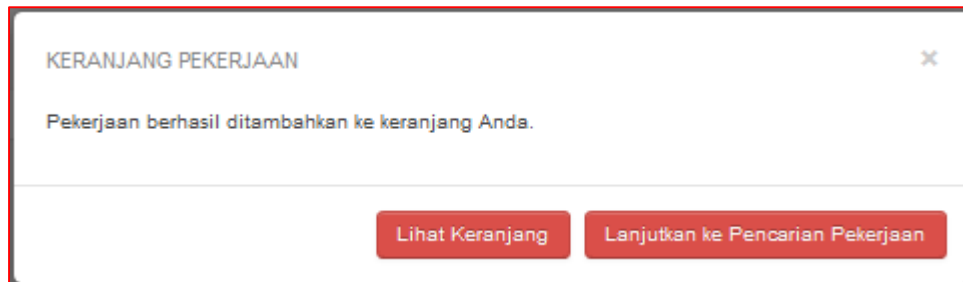 KERANJANG PEKERJAAN ×
Pekerjaan berhasil ditambahkan ke keranjang Anda.
Lihat Keranjang Lanjutkan ke Pencarian Pekerjaan